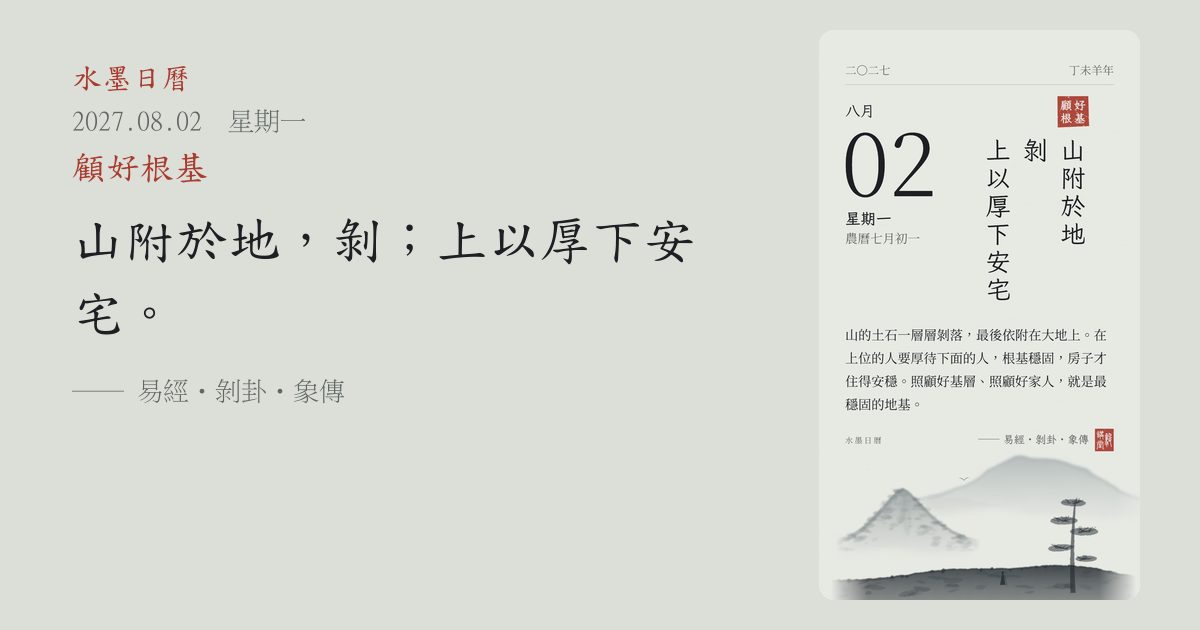 水墨日曆
2027.08.02 星期一
顧好根基
山附於地，剝；上以厚下安
宅。
—— 易經・剝卦・象傳
二〇二七
丁未羊年
八月
02
星期一
農曆七月初一
顧好根基
山附於地
剝
上以厚下安宅
山的土石一層層剝落，最後依附在大地上。在
上位的人要厚待下面的人，根基穩固，房子才
住得安穩。照顧好基層、照顧好家人，就是最
穩固的地基。
水墨日曆
—— 易經・剝卦・象傳